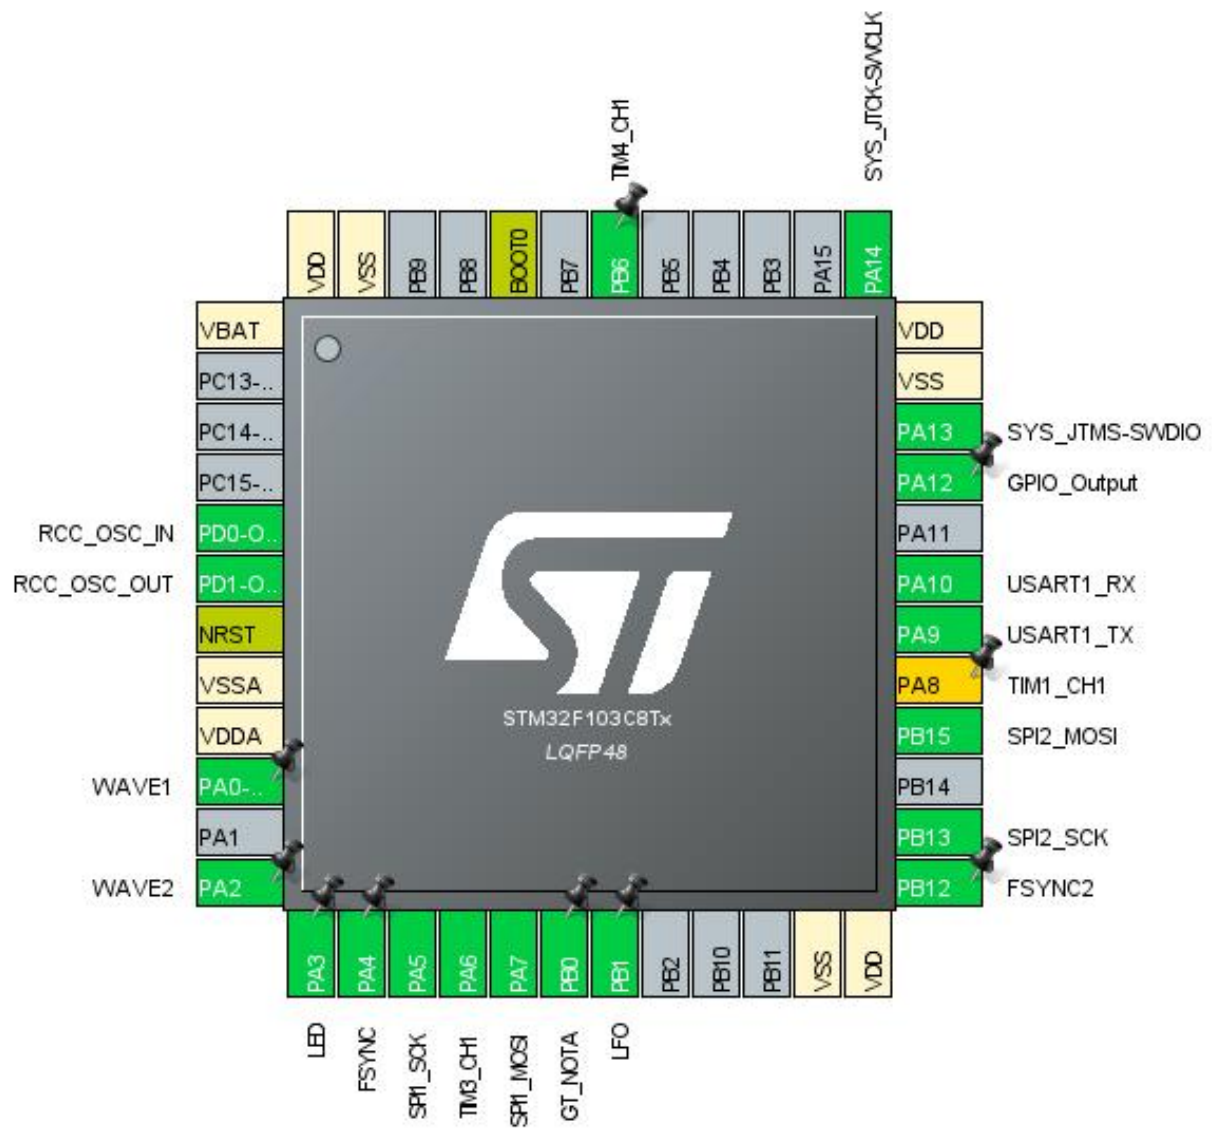 SYS_JTCK-SWCLK
TIM4_CH1
VDD
VSS
PB9
PB8
BOOT0
PB7
PB6
PB5
PB4
PB3
PA15
PA14
VBAT
PC13-..
PC14-..
PC15-..
RCC_OSC_IN PD0-O..
RCC_OSC_OUT PD1-O..
NRST
VSSA
VDDA
WAVE1 PA0-..
PA1
WAVE2 PA2
VDD
VSS
PA13 SYS_JTMS-SWDIO
PA12 GPIO_Output
PA11
PA10 USART1_RX
PA9 USART1_TX
PA8 TIM1_CH1
PB15 SPI2_MOSI
PB14
PB13 SPI2_SCK
PB12 FSYNC2
ST
STM32F103C8Tx
LQFP48
PA3
PA4
PA5
PA6
PA7
PB0
PB1
PB2
PB10
PB11
VSS
VDD
LED
FSYNC
SPI1_SCK
TIM3_CH1
SPI1_MOSI
GT_NOTA
LFO